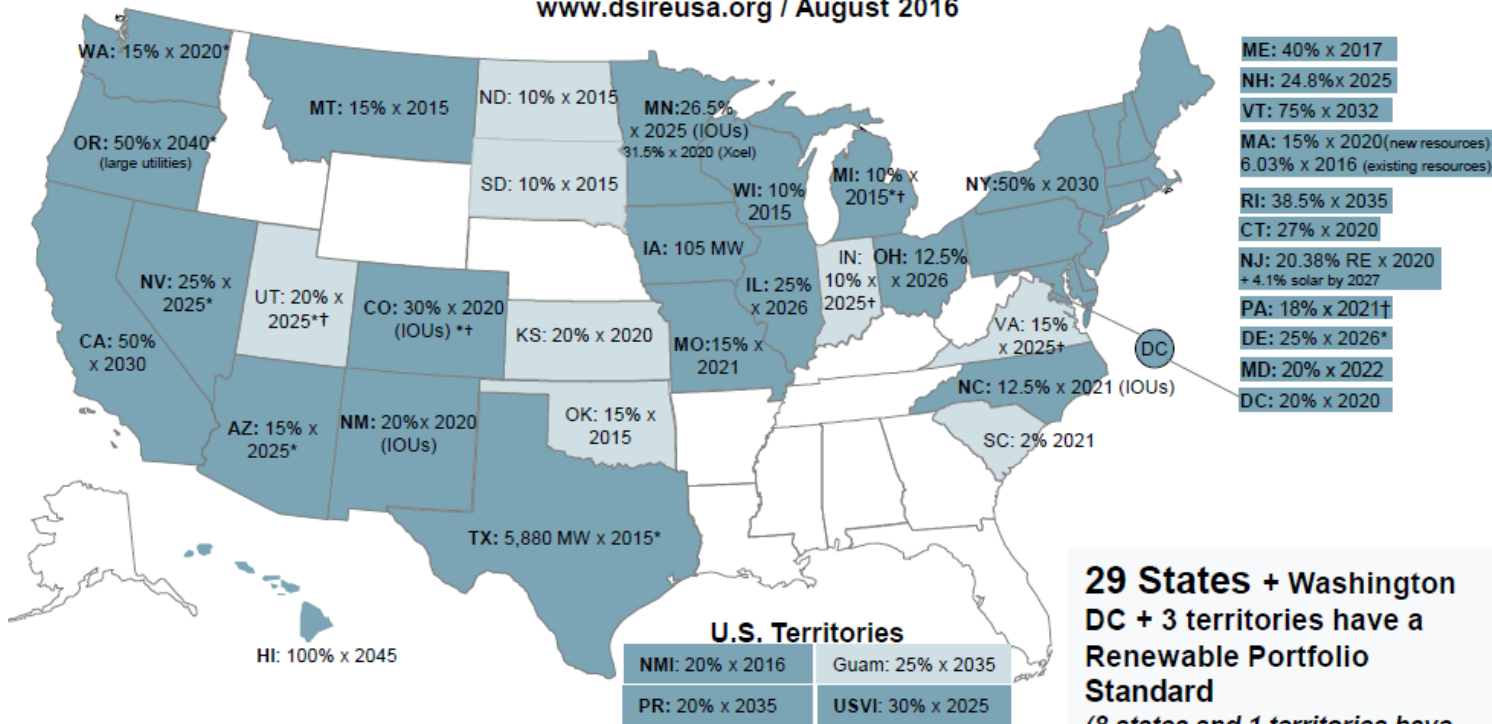 www.dsireusa.org / August 2016
WA: 15% x 2020*
MT: 15% x 2015
ND: 10% x 2015
MN:26.5%
x 2025 (IOUs)
31.5% x 2020 (Xcel)
OR: 50%x 2040*
(large utilities)
SD: 10% x 2015
WI: 10%
2015
MI: 10% x
2015*†
NY:50% x 2030
IA: 105 MW
NV: 25% x
2025*
UT: 20% x
2025*†
CO: 30% x 2020
(IOUs) *†
KS: 20% x 2020
IL: 25%
x 2026
IN:
10% x
2025†
OH: 12.5%
x 2026
CA: 50%
x 2030
MO:15% x
2021
VA: 15%
x 2025†
DC
NC: 12.5% x 2021 (IOUs)
AZ: 15% x
2025*
NM: 20%x 2020
(IOUs)
OK: 15% x
2015
SC: 2% 2021
TX: 5,880 MW x 2015*
HI: 100% x 2045
ME: 40% x 2017
NH: 24.8%x 2025
VT: 75% x 2032
MA: 15% x 2020(new resources)
6.03% x 2016 (existing resources)
RI: 38.5% x 2035
CT: 27% x 2020
NJ: 20.38% RE x 2020
+ 4.1% solar by 2027
PA: 18% x 2021†
DE: 25% x 2026*
MD: 20% x 2022
DC: 20% x 2020
U.S. Territories
NMI: 20% x 2016
Guam: 25% x 2035
PR: 20% x 2035
USVI: 30% x 2025
29 States + Washington
DC + 3 territories have a
Renewable Portfolio
Standard
(8 states and 1 territories have